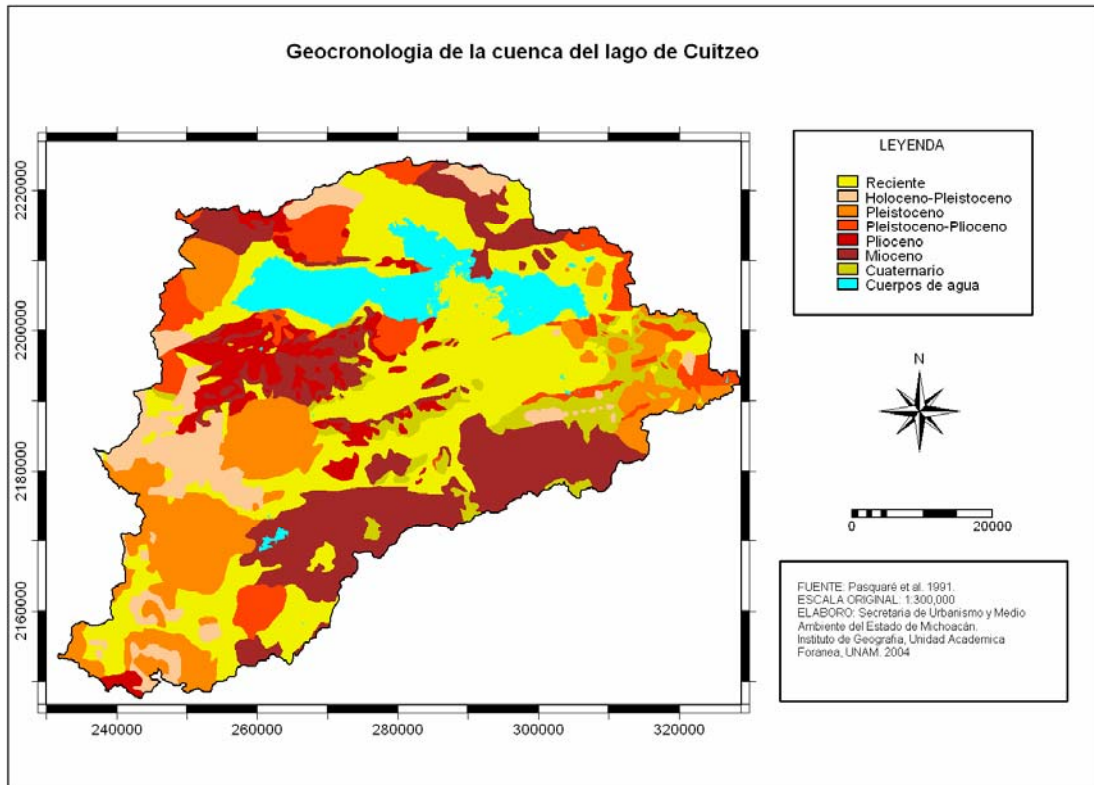 Geocronologia de la cuenca del lago de Cuitzeo
2220000
2200000
2180000
2160000
240000
260000
280000
300000
320000
LEYENDA
Reciente
Holoceno-Pleistoceno
Pleistoceno
Pleistoceno-Plioceno
Plioceno
Mioceno
Cuaternario
Cuerpos de agua
N
0 20000
FUENTE: Pasquaré et al. 1991.
ESCALA ORIGINAL: 1:300,000
ELABORO: Secretaria de Urbanismo y Medio
Ambiente del Estado de Michoacán.
Instituto de Geografia, Unidad Academica
Foranea, UNAM. 2004